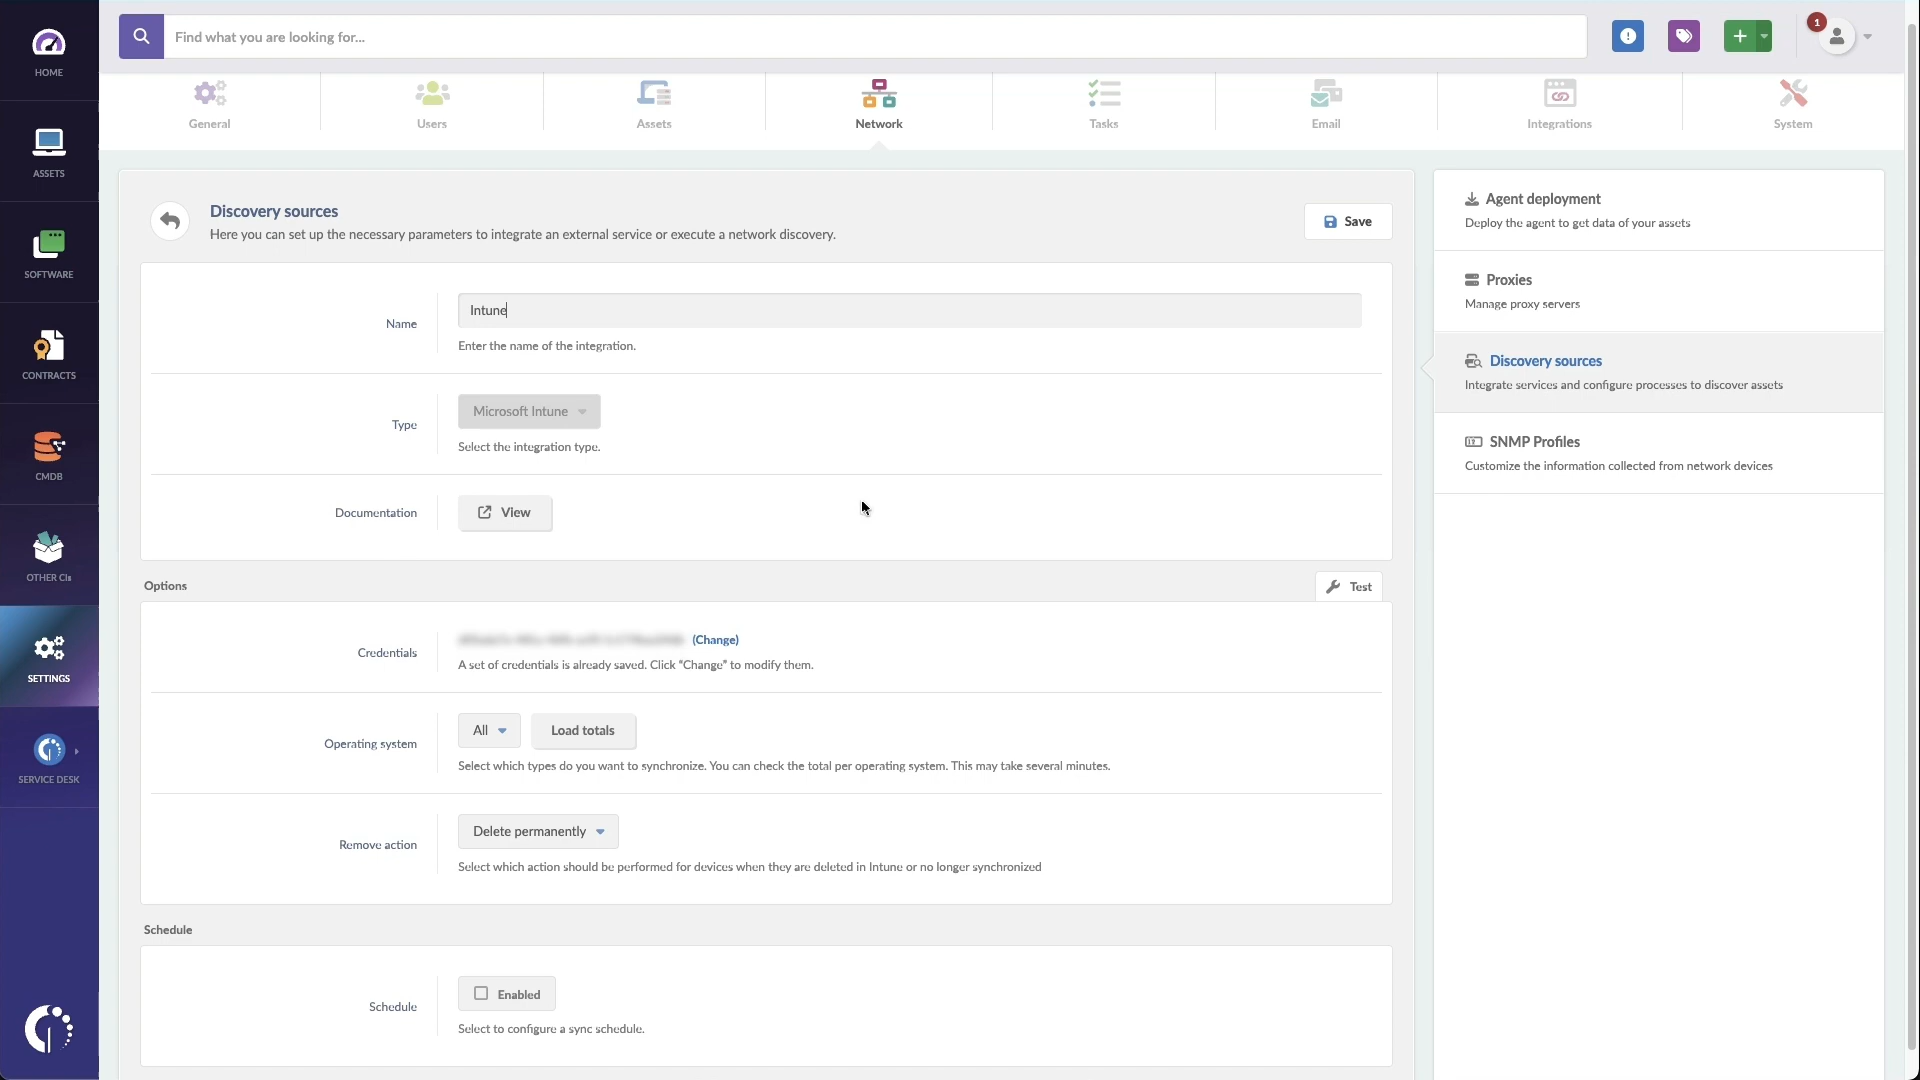 Find what you are looking for...
1
HOME
ASSETS
SOFTWARE
CONTRACTS
CMDB
OTHER CIs
SETTINGS
SERVICE DESK
General
Users
Assets
Network
Tasks
Email
Integrations
System
Discovery sources
Here you can set up the necessary parameters to integrate an external service or execute a network discovery.
Save
Name
Intune
Enter the name of the integration.
Type
Microsoft Intune
Select the integration type.
Documentation
View
Options
Test
Credentials
(Change)
A set of credentials is already saved. Click “Change” to modify them.
Operating system
All
Load totals
Select which types do you want to synchronize. You can check the total per operating system. This may take several minutes.
Remove action
Delete permanently
Select which action should be performed for devices when they are deleted in Intune or no longer synchronized
Schedule
Schedule
Enabled
Select to configure a sync schedule.
Agent deployment
Deploy the agent to get data of your assets
Proxies
Manage proxy servers
Discovery sources
Integrate services and configure processes to discover assets
SNMP Profiles
Customize the information collected from network devices